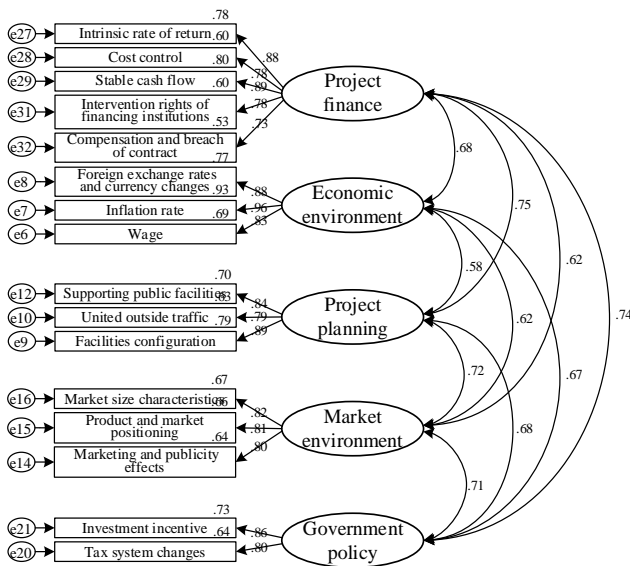 .78
e27
Intrinsic rate of return
.60
.88
e28
Cost control
.80
.78
e29
Stable cash flow
.60
.89
e31
Intervention rights of
financing institutions
.53
.78
e32
Compensation and breach
of contract
.77
.73
Project
finance
e8
Foreign exchange rates
and currency changes
.93
.88
e7
Inflation rate
.69
.96
e6
Wage
.83
Economic
environment
.68
.75
.62
.74
.58
.62
.67
.70
e12
Supporting public facilities
.63
.84
e10
United outside traffic
.79
.79
e9
Facilities configuration
.89
Project
planning
.72
.68
.67
e16
Market size characteristics
.66
.82
e15
Product and market
positioning
.64
.81
e14
Marketing and publicity
effects
.80
Market
environment
.71
.73
e21
Investment incentive
.64
.86
e20
Tax system changes
.80
Government
policy